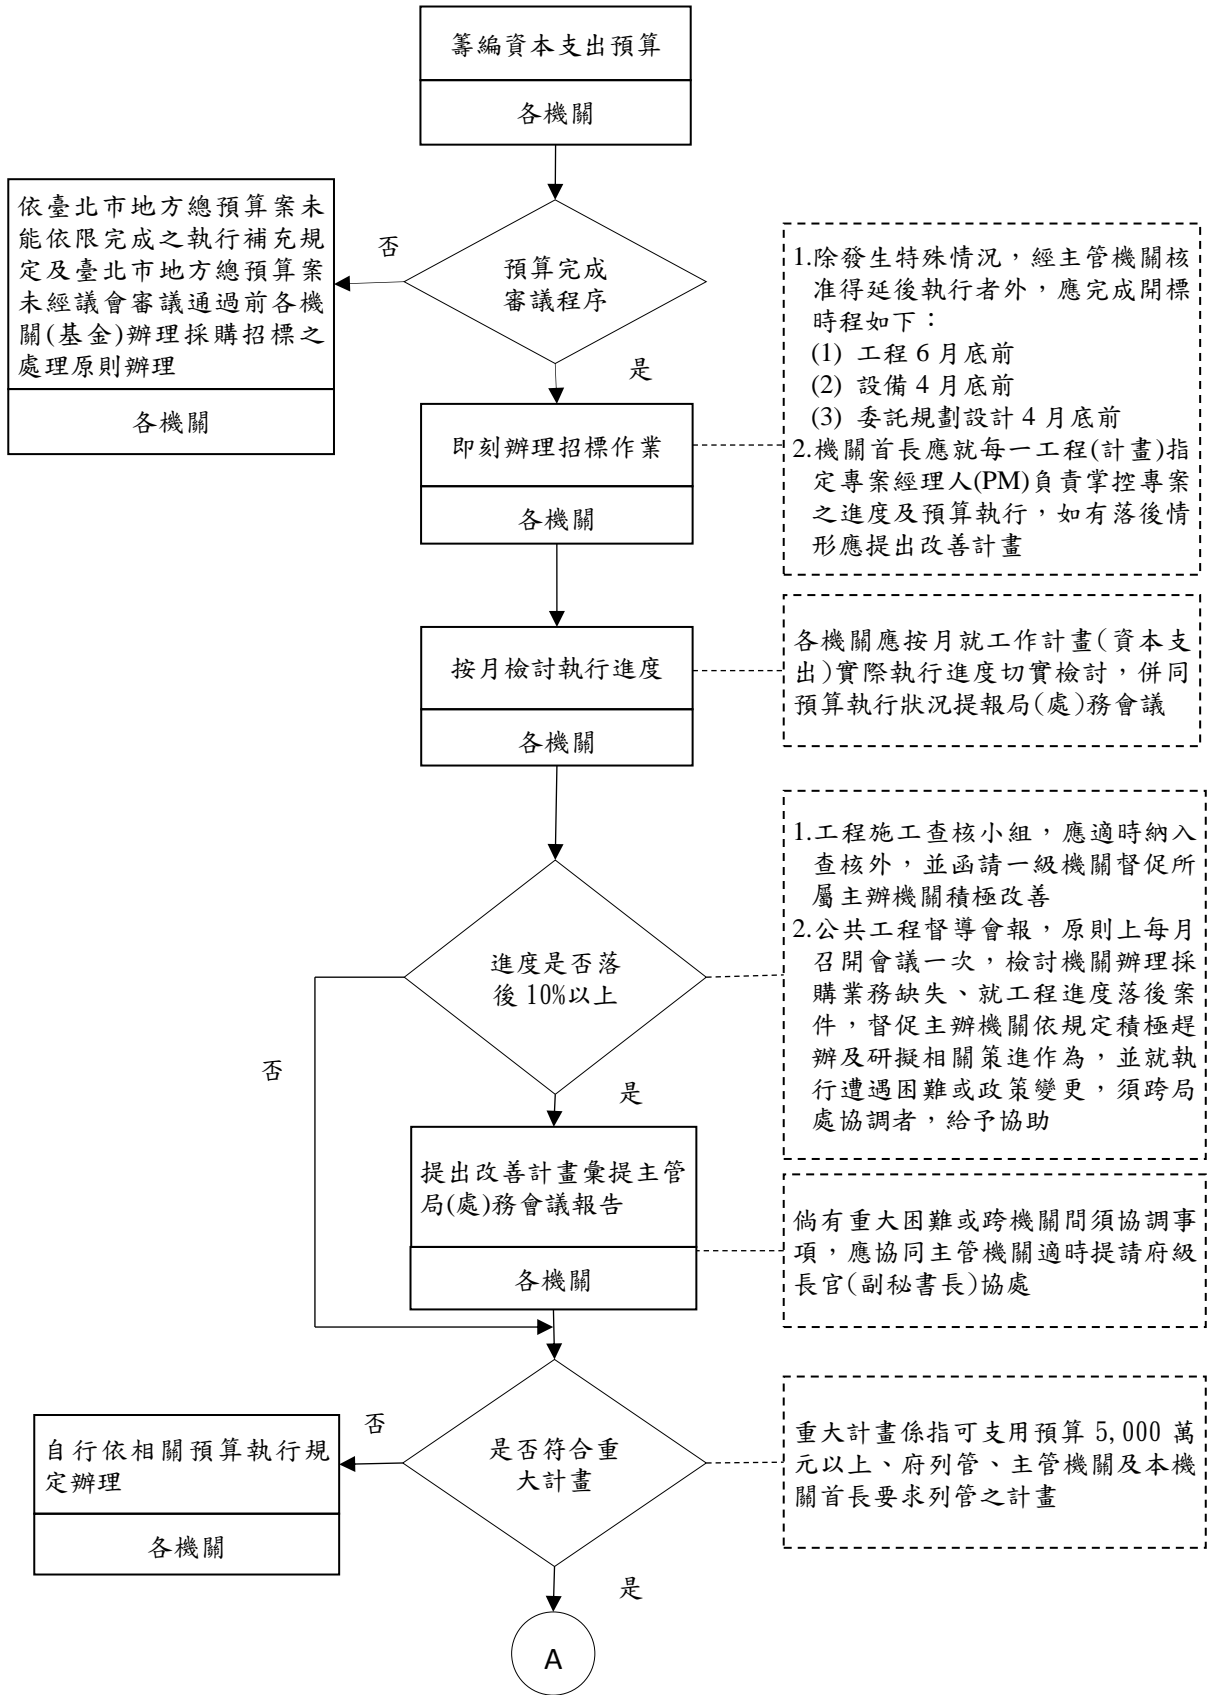 籌編資本支出預算
各機關
依臺北市地方總預算案未
能依限完成之執行補充規
定及臺北市地方總預算案
未經議會審議通過前各機
關(基金)辦理採購招標之
處理原則辦理
各機關
否
預算完成
審議程序
是
1.除發生特殊情況，經主管機關核
准得延後執行者外，應完成開標
時程如下：
(1) 工程 6 月底前
(2) 設備 4 月底前
(3) 委託規劃設計 4 月底前
2.機關首長應就每一工程(計畫)指
定專案經理人(PM)負責掌控專案
之進度及預算執行，如有落後情
形應提出改善計畫
即刻辦理招標作業
各機關
按月檢討執行進度
各機關
各機關應按月就工作計畫(資本支
出)實際執行進度切實檢討，併同
預算執行狀況提報局(處)務會議
1.工程施工查核小組，應適時納入
查核外，並函請一級機關督促所
屬主辦機關積極改善
2.公共工程督導會報，原則上每月
召開會議一次，檢討機關辦理採
購業務缺失、就工程進度落後案
件，督促主辦機關依規定積極趕
辦及研擬相關策進作為，並就執
行遭遇困難或政策變更，須跨局
處協調者，給予協助
進度是否落
後 10%以上
否
是
提出改善計畫彙提主管
局(處)務會議報告
各機關
倘有重大困難或跨機關間須協調事
項，應協同主管機關適時提請府級
長官(副秘書長)協處
自行依相關預算執行規
定辦理
各機關
否
是否符合重
大計畫
重大計畫係指可支用預算 5,000 萬
元以上、府列管、主管機關及本機
關首長要求列管之計畫
是
A